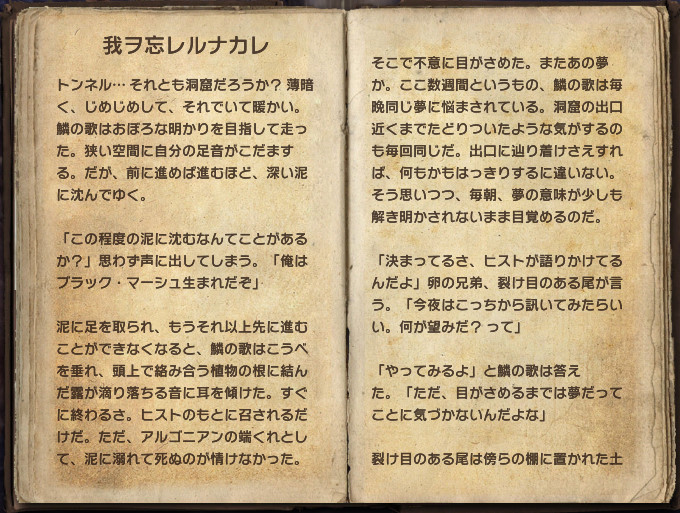 我ヲ忘レルナカレ
トンネル… それとも洞窟だろうか? 薄暗
く、じめじめして、それでいて暖かい。
鱗の歌はおぼろな明かりを目指して走っ
た。狭い空間に自分の足音がこだます
る。だが、前に進めば進むほど、深い泥
に沈んでゆく。
「この程度の泥に沈むなんてことがある
か?」思わず声に出してしまう。「俺は
ブラック・マーシュ生まれだぞ」
泥に足を取られ、もうそれ以上先に進む
ことができなくなると、鱗の歌はこうべ
を垂れ、頭上で絡み合う植物の根に結ん
だ露が滴り落ちる音に耳を傾けた。すぐ
に終わるさ。ヒストのもとに召されるだ
けだ。ただ、アルゴニアンの端くれとし
て、泥に溺れて死ぬのが情けなかった。
そこで不意に目がさめた。またあの夢
か。ここ数週間というもの、鱗の歌は毎
晩同じ夢に悩まされている。洞窟の出口
近くまでたどりついたような気がするの
も毎回同じだ。出口に辿り着けさえすれ
ば、何もかもはっきりするに違いない。
そう思いつつ、毎朝、夢の意味が少しも
解き明かされないまま目覚めるのだ。
「決まってるさ、ヒストが語りかけてる
んだよ」卵の兄弟、裂け目のある尾が言
う。「今夜はこっちから訊いてみたらい
い。何が望みだ? って」
「やってみるよ」と鱗の歌は答え
た。「ただ、目がさめるまでは夢だって
ことに気づかないんだよな」
裂け目のある尾は傍らの棚に置かれた土